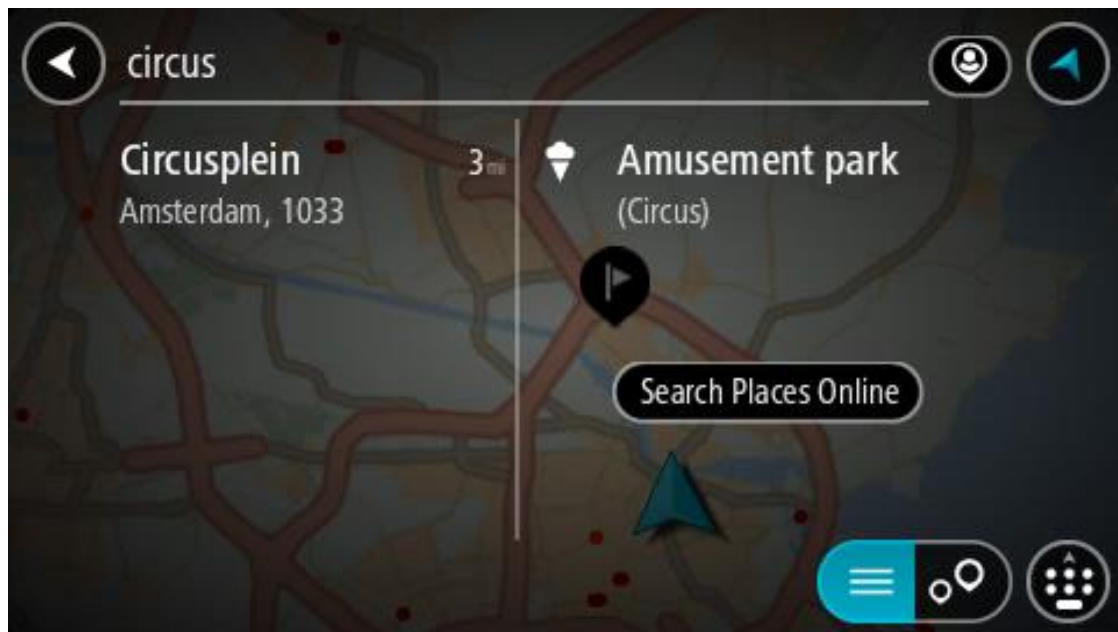 circus
Circusplein 3 mi
Amsterdam, 1033
Amusement park
(Circus)
Search Places Online